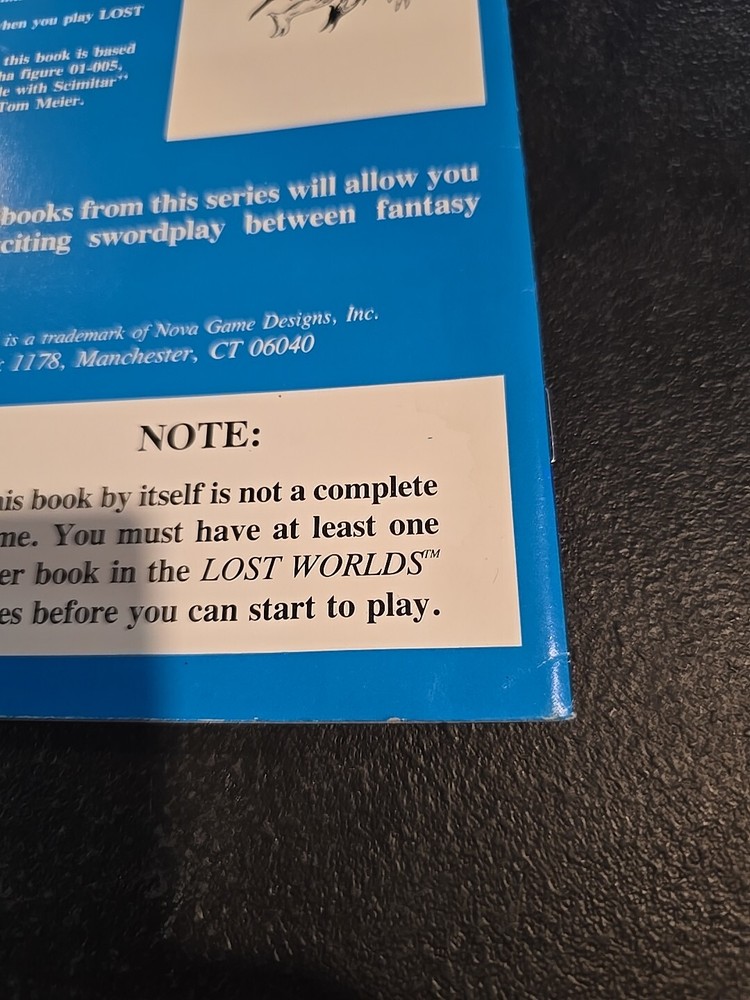 when you play LOST
this book is based
ha figure 01-005,
le with Scimitar"
Tom Meier.
books from this series will allow you
citing swordplay between fantasy
is a trademark of Nova Game Designs, Inc.
1178, Manchester, CT 06040
NOTE:
his book by itself is not a complete
me. You must have at least one
er book in the LOST WORLDS™
es before you can start to play.